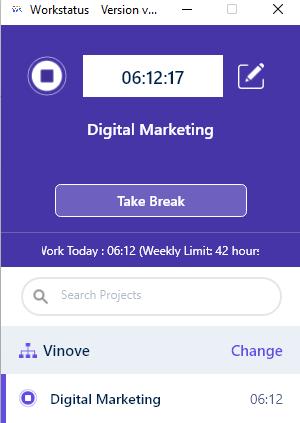 Workstatus Version v...
06:12:17
Digital Marketing
Take Break
Work Today : 06:12 (Weekly Limit: 42 hours
Search Projects
Vinove Change
Digital Marketing 06:12